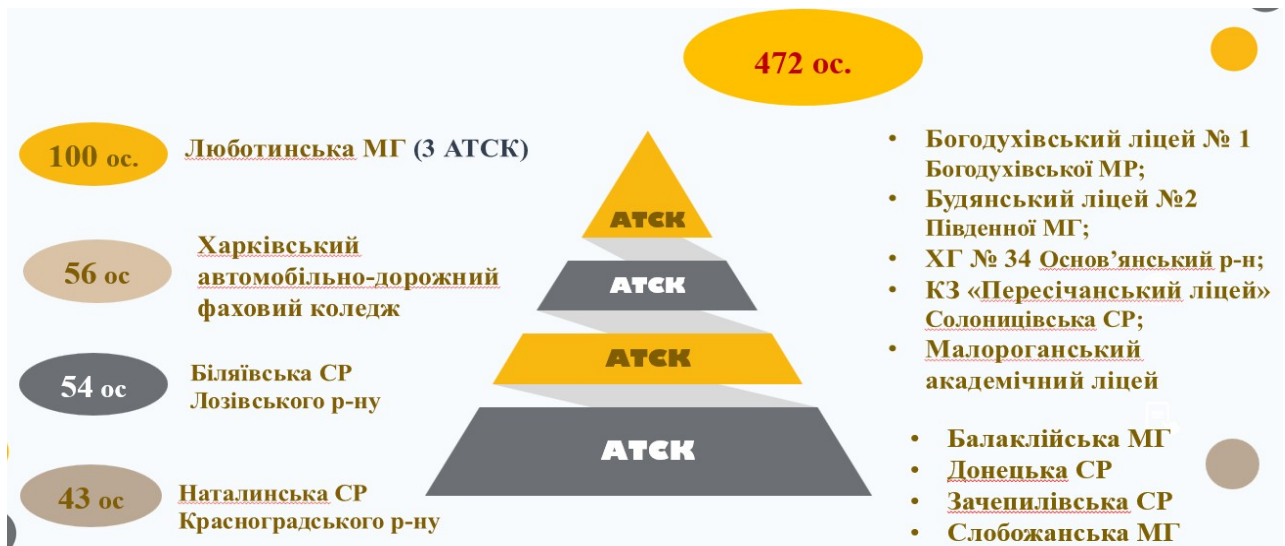 472 ос.
100 ос.
Люботинська МГ (3 АТСК)
56 ос
Харківський
автомобільно-дорожний
фаховий коледж
54 ос
Біляївська СР
Лозівського р-ну
43 ос
Наталинська СР
Красноградського р-ну
АТСК
АТСК
АТСК
АТСК
• Богодухівський ліцей № 1
Богодухівської МР;
• Будянський ліцей №2
Південної МГ;
• ХГ № 34 Основ’янський р-н;
• КЗ «Пересічанський ліцей»
Солоницівська СР;
• Малороганський
академічний ліцей
• Балаклійська МГ
• Донецька СР
• Зачепилівська СР
• Слобожанська МГ